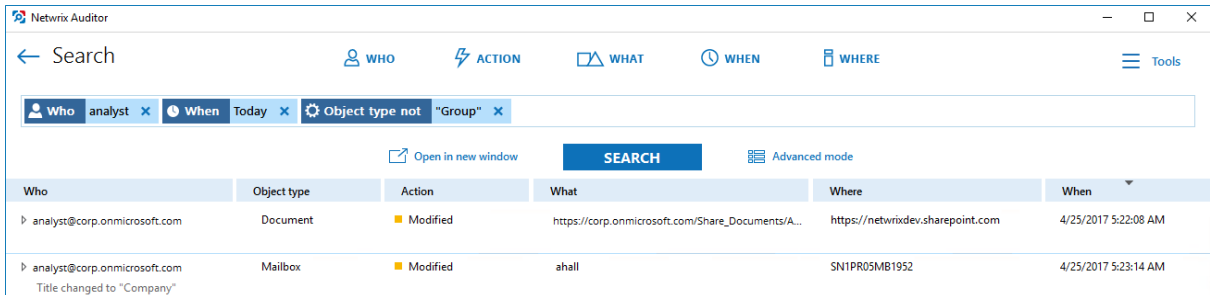 Netwrix Auditor
Search
WHO ACTION WHAT WHEN WHERE
Tools
Who analyst When Today Object type not "Group"
Open in new window SEARCH Advanced mode
Who Object type Action What Where When
analyst@corp.onmicrosoft.com Document Modified https://corp.onmicrosoft.com/Share_Documents/A... https://netwrixdev.sharepoint.com 4/25/2017 5:22:08 AM
analyst@corp.onmicrosoft.com Mailbox Modified ahall SN1PR05MB1952 4/25/2017 5:23:14 AM
Title changed to "Company"